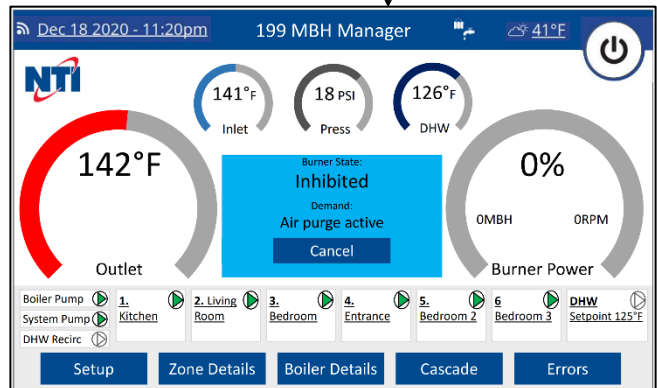 Dec 18 2020 - 11:20pm 199 MBH Manager 41°F
NTI
141°F
Inlet
18 PSI
Press
126°F
DHW
142°F
Outlet
Burner State:
Inhibited
Demand:
Air purge active
Cancel
0%
0MBH 0RPM
Burner Power
Boiler Pump
System Pump
DHW Recirc
1.
Kitchen
2. Living
Room
3.
Bedroom
4.
Entrance
5.
Bedroom 2
6
Bedroom 3
DHW
Setpoint 125°F
Setup Zone Details Boiler Details Cascade Errors